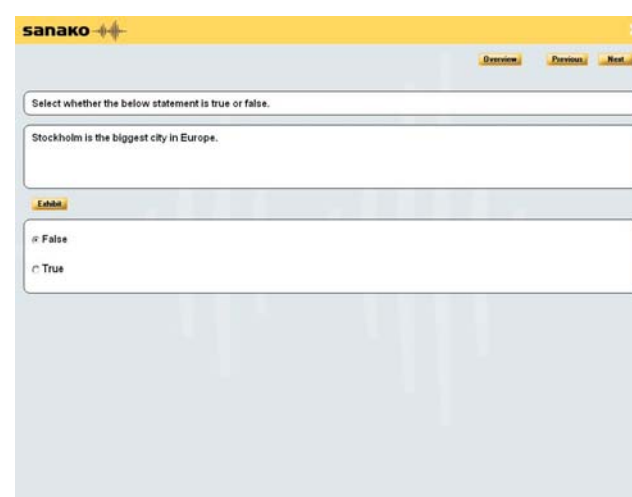 sanako
Overview Previous Next
Select whether the below statement is true or false.
Stockholm is the biggest city in Europe.
Exhibit
False
True